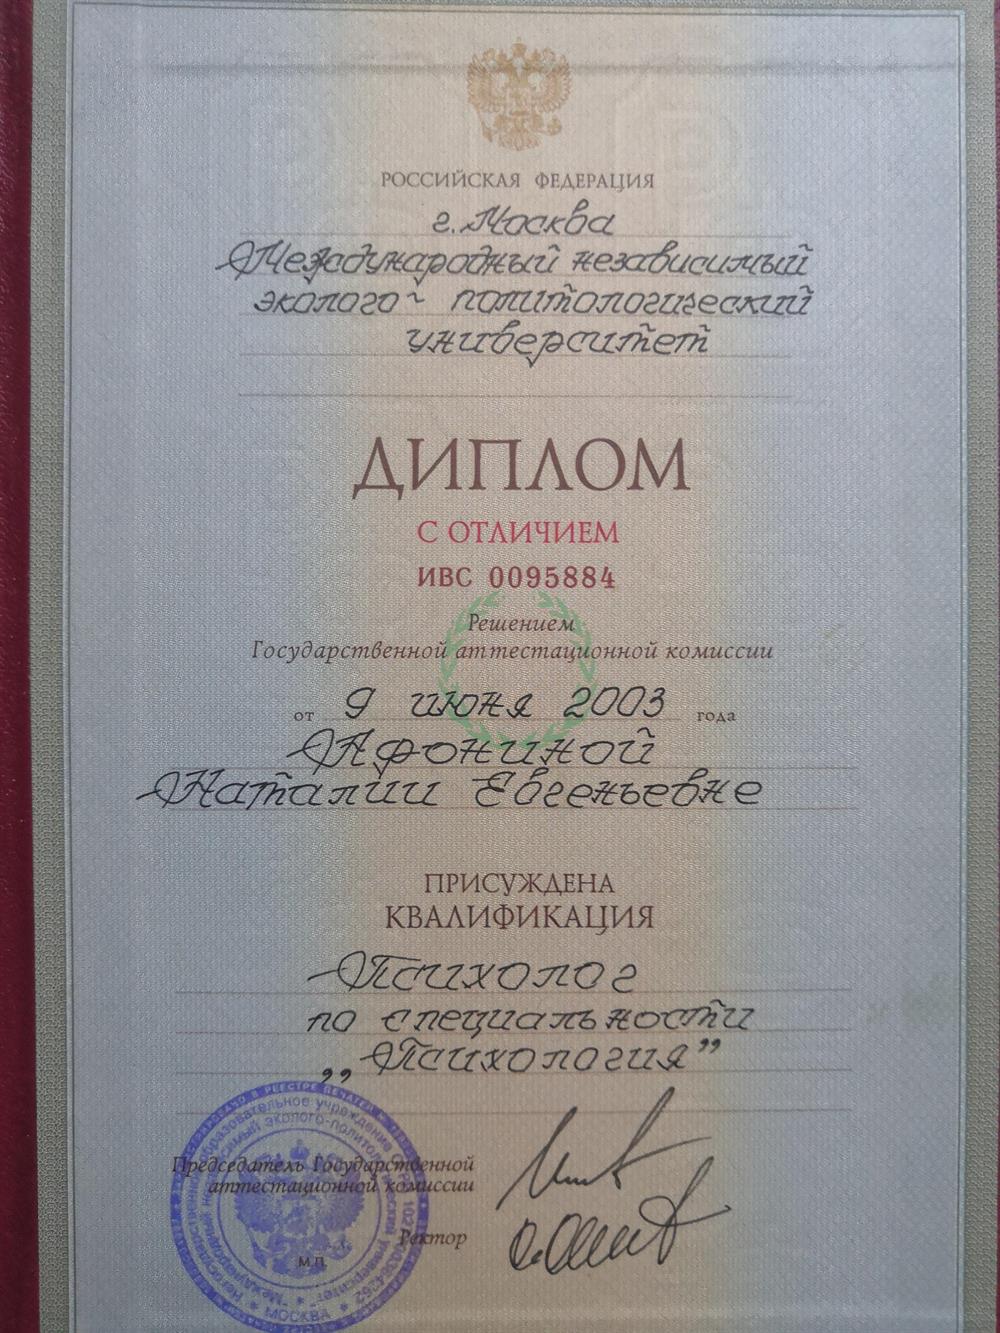 РОССИЙСКАЯ ФЕДЕРАЦИЯ
г. Москва
Международный независимый
эколого - политологический
университет
ДИПЛОМ
С ОТЛИЧИЕМ
ИВС 0095884
Решением
Государственной аттестационной комиссии
от 9 июня 2003 года
Афониной
Наталии Евгеньевне
ПРИСУЖДЕНА
КВАЛИФИКАЦИЯ
Психолог
по специальности
„Психология”
Председатель Государственной
аттестационной комиссии
Ректор
М.П.
МОСКВА